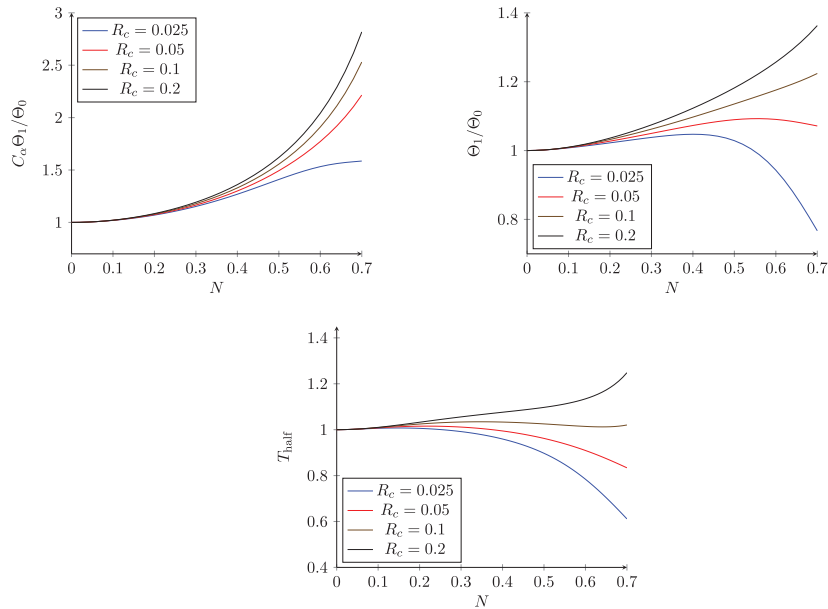 3
2.5
2
1.5
1
C_αΘ_1/Θ_0
R_c = 0.025
R_c = 0.05
R_c = 0.1
R_c = 0.2
0 0.1 0.2 0.3 0.4 0.5 0.6 0.7
N
1.4
1.2
1
0.8
Θ_1/Θ_0
R_c = 0.025
R_c = 0.05
R_c = 0.1
R_c = 0.2
0 0.1 0.2 0.3 0.4 0.5 0.6 0.7
N
1.4
1.2
1
0.8
0.6
0.4
T_half
R_c = 0.025
R_c = 0.05
R_c = 0.1
R_c = 0.2
0 0.1 0.2 0.3 0.4 0.5 0.6 0.7
N